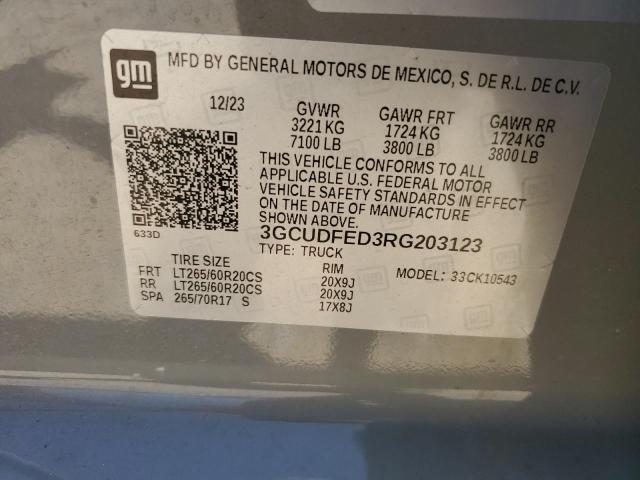 gm
MFD BY GENERAL MOTORS DE MEXICO, S. DE R.L. DE C.V.
12/23 GVWR GAWR FRT GAWR RR
3221 KG 1724 KG 1724 KG
7100 LB 3800 LB 3800 LB
THIS VEHICLE CONFORMS TO ALL
APPLICABLE U.S. FEDERAL MOTOR
VEHICLE SAFETY STANDARDS IN EFFECT
ON THE DATE OF MANUFACTURE
SHOWN ABOVE.
633D 3GCUDFED3RG203123
TYPE: TRUCK
TIRE SIZE RIM MODEL: 33CK10543
FRT LT265/60R20CS 20X9J
RR LT265/60R20CS 20X9J
SPA 265/70R17 S 17X8J